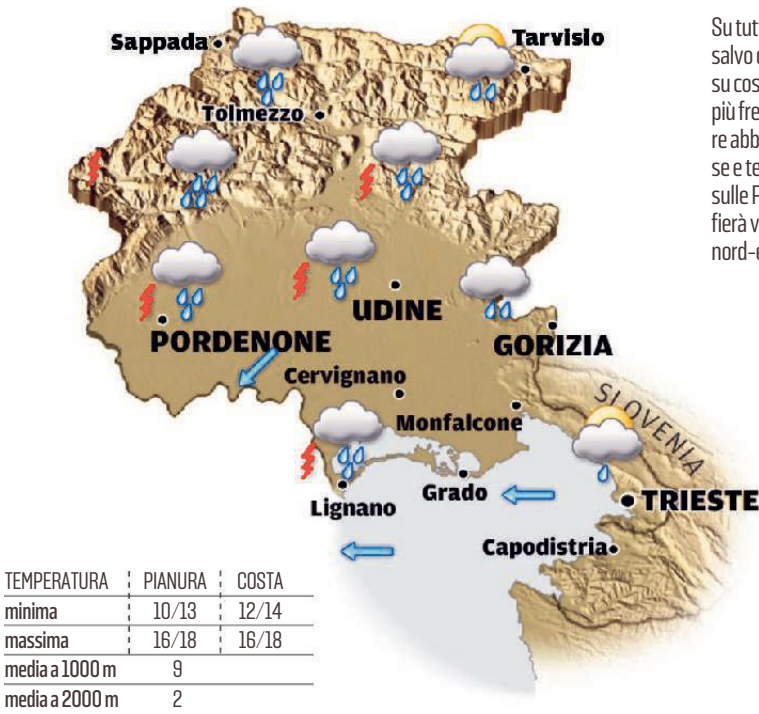 Sappada
Tarvisio
Tolmezzo
UDINE
PORDENONE
GORIZIA
Cervignano
Monfalcone
SLOVENIA
Lignano
Grado
TRIESTE
Capodistria
TEMPERATURA PIANURA COSTA
minima 10/13 12/14
massima 16/18 16/18
media a 1000 m 9
media a 2000 m 2
Su tut
salvo
su cos
più fre
re abb
se e te
sulle P
fierà v
nord-e